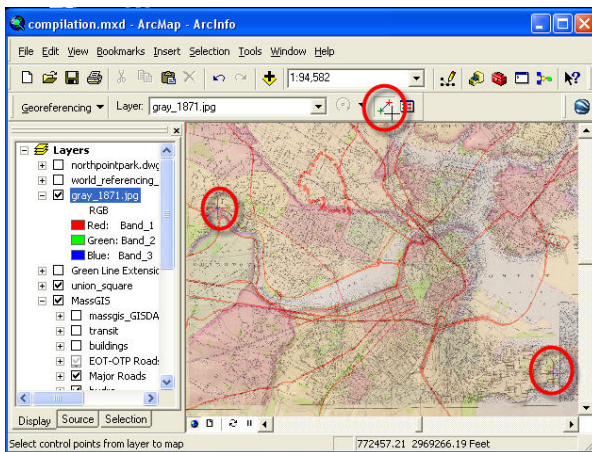 compilation.mxd - ArcMap - ArcInfo
File Edit View Bookmarks Insert Selection Tools Window Help
1:94,582
Georeferencing Layer: gray_1871.jpg
Layers
northpointpark.dwg
world_referencing_
gray_1871.jpg
RGB
Red: Band_1
Green: Band_2
Blue: Band_3
Green Line Extensic
union_square
MassGIS
massgis_GISDA
transit
buildings
EOT-OTP Roads
Major Roads
Display Source Selection
Select control points from layer to map
772457.21 2969266.19 Feet